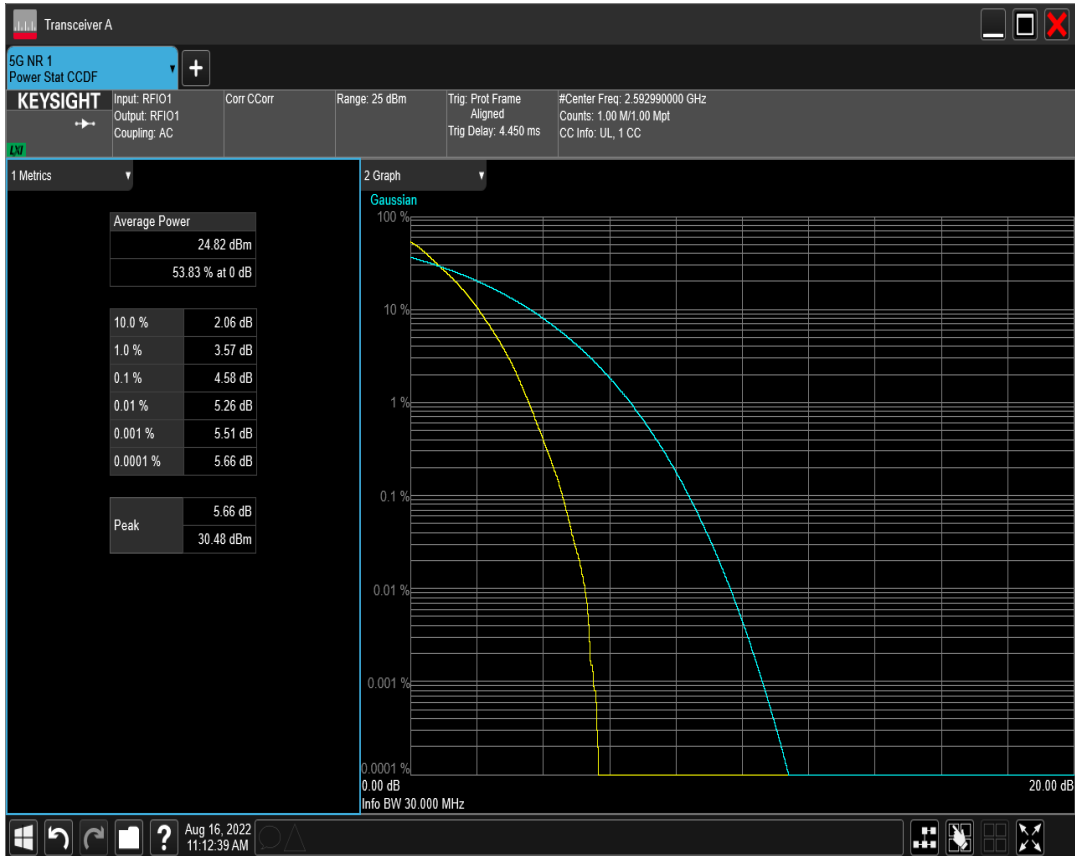 Transceiver A
5G NR 1
Power Stat CCDF
KEYSIGHT
LXI
Input: RFIO1
Output: RFIO1
Coupling: AC
Corr CCorr
Range: 25 dBm
Trig: Prot Frame
Aligned
Trig Delay: 4.450 ms
#Center Freq: 2.592990000 GHz
Counts: 1.00 M/1.00 Mpt
CC Info: UL, 1 CC
1 Metrics
Average Power
24.82 dBm
53.83 % at 0 dB
10.0 % 2.06 dB
1.0 % 3.57 dB
0.1 % 4.58 dB
0.01 % 5.26 dB
0.001 % 5.51 dB
0.0001 % 5.66 dB
Peak
5.66 dB
30.48 dBm
2 Graph
Gaussian
100 %
10 %
1 %
0.1 %
0.01 %
0.001 %
0.0001 %
0.00 dB 20.00 dB
Info BW 30.000 MHz
Aug 16, 2022
11:12:39 AM